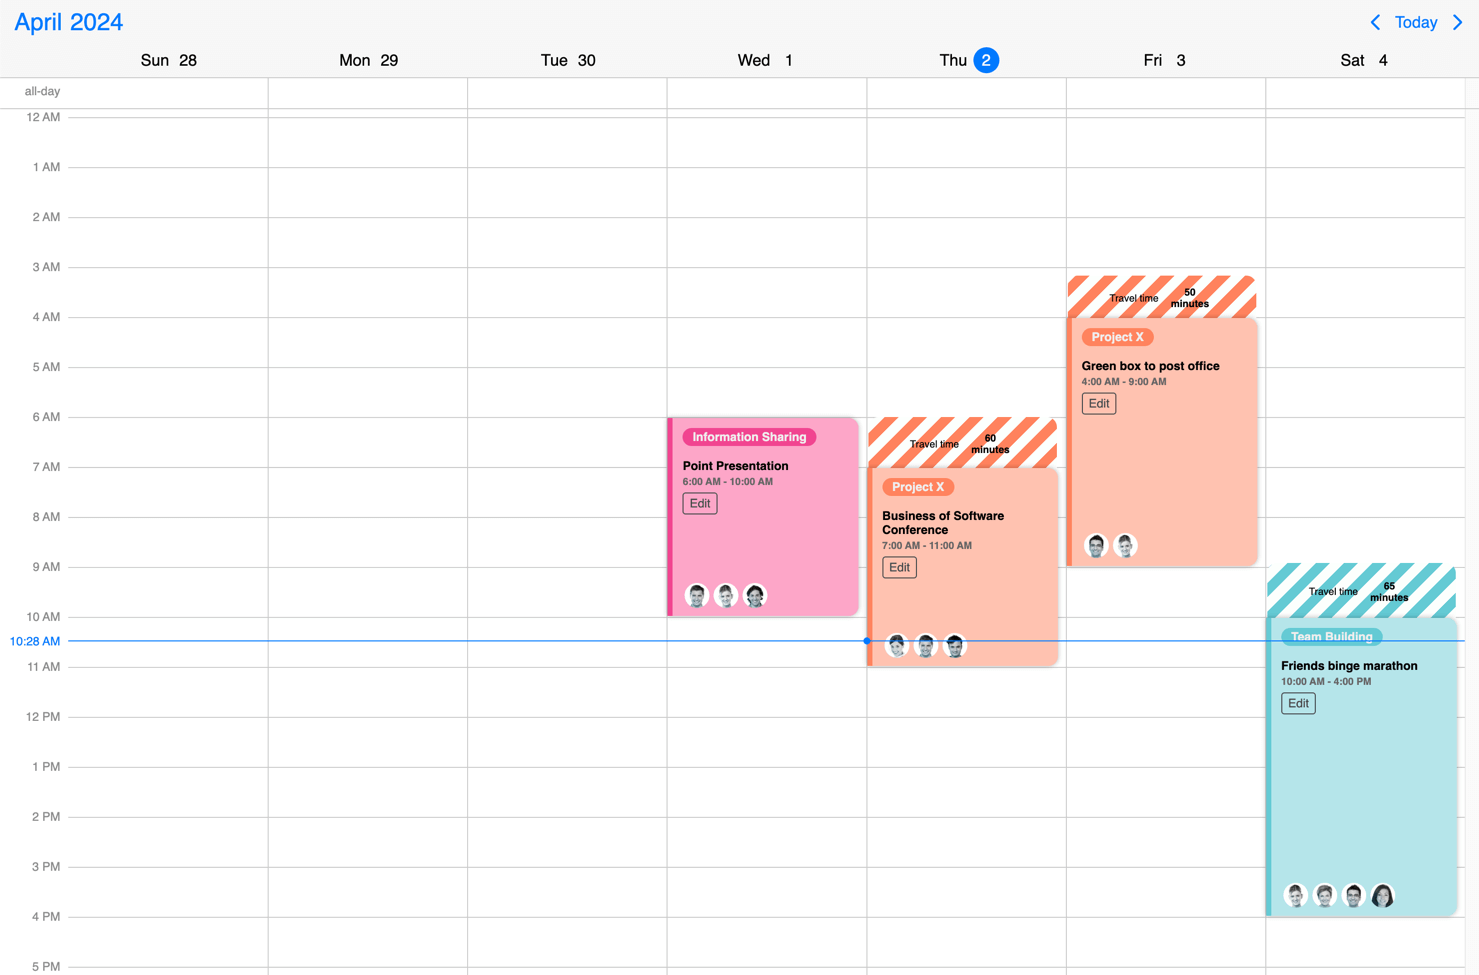 April 2024
Today
Sun 28
Mon 29
Tue 30
Wed 1
Thu 2
Fri 3
Sat 4
all-day
12 AM
1 AM
2 AM
3 AM
4 AM
5 AM
6 AM
7 AM
8 AM
9 AM
10 AM
10:28 AM
11 AM
12 PM
1 PM
2 PM
3 PM
4 PM
5 PM
Information Sharing
Point Presentation
6:00 AM - 10:00 AM
Edit
Travel time 60
minutes
Project X
Business of Software
Conference
7:00 AM - 11:00 AM
Edit
Travel time 50
minutes
Project X
Green box to post office
4:00 AM - 9:00 AM
Edit
Travel time 65
minutes
Team Building
Friends binge marathon
10:00 AM - 4:00 PM
Edit